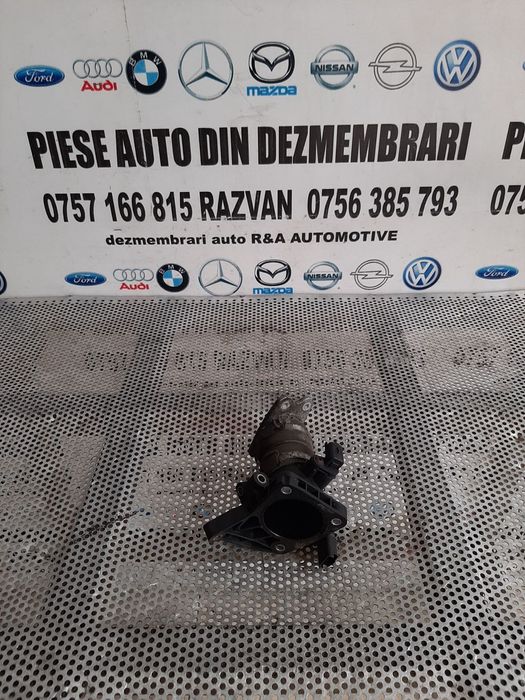 Ford Audi BMW mazda NISSAN
PIESE AUTO DIN DEZMEMBRARI P
0757 166 815 RAZVAN 0756 385 793 075
dezmembrari auto R&A AUTOMOTIVE
Ford Audi mazda NISSAN Ford